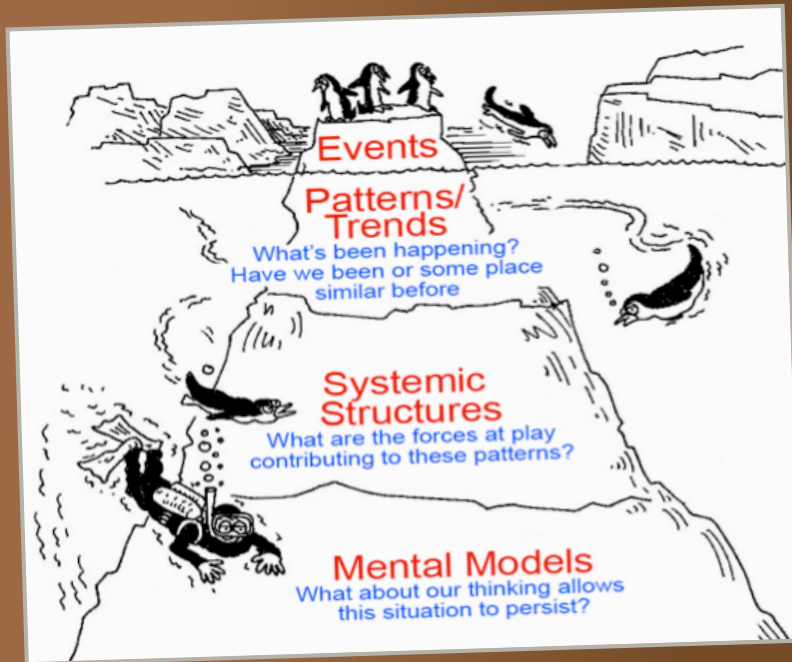 Events
Patterns/
Trends
What's been happening?
Have we been or some place
similar before
Systemic
Structures
What are the forces at play
contributing to these patterns?
Mental Models
What about our thinking allows
this situation to persist?